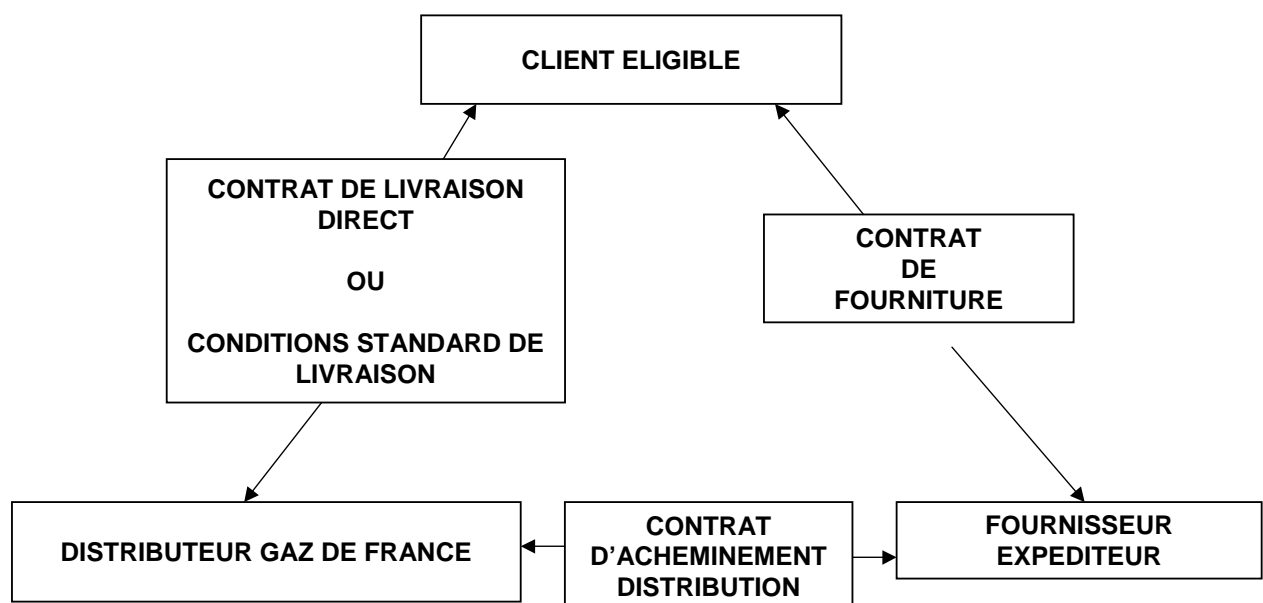 CLIENT ELIGIBLE
CONTRAT DE LIVRAISON
DIRECT
OU
CONDITIONS STANDARD DE
LIVRAISON
CONTRAT
DE
FOURNITURE
DISTRIBUTEUR GAZ DE FRANCE
CONTRAT
D’ACHEMINEMENT
DISTRIBUTION
FOURNISSEUR
EXPEDITEUR